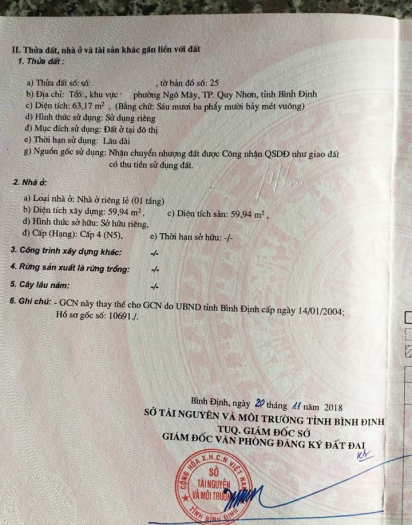 II. Thửa đất, nhà ở và tài sản khác gắn liền với đất
1. Thửa đất:
a) Thửa đất số: số , tờ bản đồ số: 25
b) Địa chỉ: Tổ: , khu vực phường Ngô Mây, TP. Quy Nhơn, tỉnh Bình Định
c) Diện tích: 63,17 m², (Bằng chữ: Sáu mươi ba phẩy mười bảy mét vuông)
d) Hình thức sử dụng: Sử dụng riêng
đ) Mục đích sử dụng: Đất ở tại đô thị
e) Thời hạn sử dụng: Lâu dài
g) Nguồn gốc sử dụng: Nhận chuyển nhượng đất được Công nhận QSDĐ như giao đất
có thu tiền sử dụng đất.
2. Nhà ở:
a) Loại nhà ở: Nhà ở riêng lẻ (01 tầng)
b) Diện tích xây dựng: 59,94 m², c) Diện tích sàn: 59,94 m²,
d) Hình thức sở hữu: Sở hữu riêng,
đ) Cấp (Hạng): Cấp 4 (N5), e) Thời hạn sở hữu: -/-
3. Công trình xây dựng khác: -/-
4. Rừng sản xuất là rừng trồng: -/-
5. Cây lâu năm: -/-
6. Ghi chú: - GCN này thay thế cho GCN do UBND tỉnh Bình Định cấp ngày 14/01/2004;
Hồ sơ gốc số: 10691./.
Bình Định, ngày 20 tháng 11 năm 2018
SỞ TÀI NGUYÊN VÀ MÔI TRƯỜNG TỈNH BÌNH ĐỊNH
TUQ. GIÁM ĐỐC SỞ
GIÁM ĐỐC VĂN PHÒNG ĐĂNG KÝ ĐẤT ĐAI
CỘNG HÒA X.H.C.N VIỆT NAM
SỞ
TÀI NGUYÊN
VÀ MÔI TRƯỜNG
TỈNH BÌNH ĐỊNH